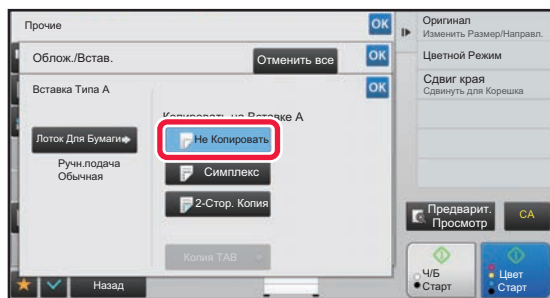 Прочие
OK
Облож./Встав.
Отменить все
OK
Вставка Типа А
OK
Копировать на Вставке А
Лоток Для Бумаги
Ручн.подача
Обычная
Не Копировать
Симплекс
2-Стор. Копия
Копия TAB
Назад
Оригинал
Изменить Размер/Направл.
Цветной Режим
Сдвиг края
Сдвинуть для Корешка
Предварит.
Просмотр
CA
Ч/Б
Старт
Цвет
Старт